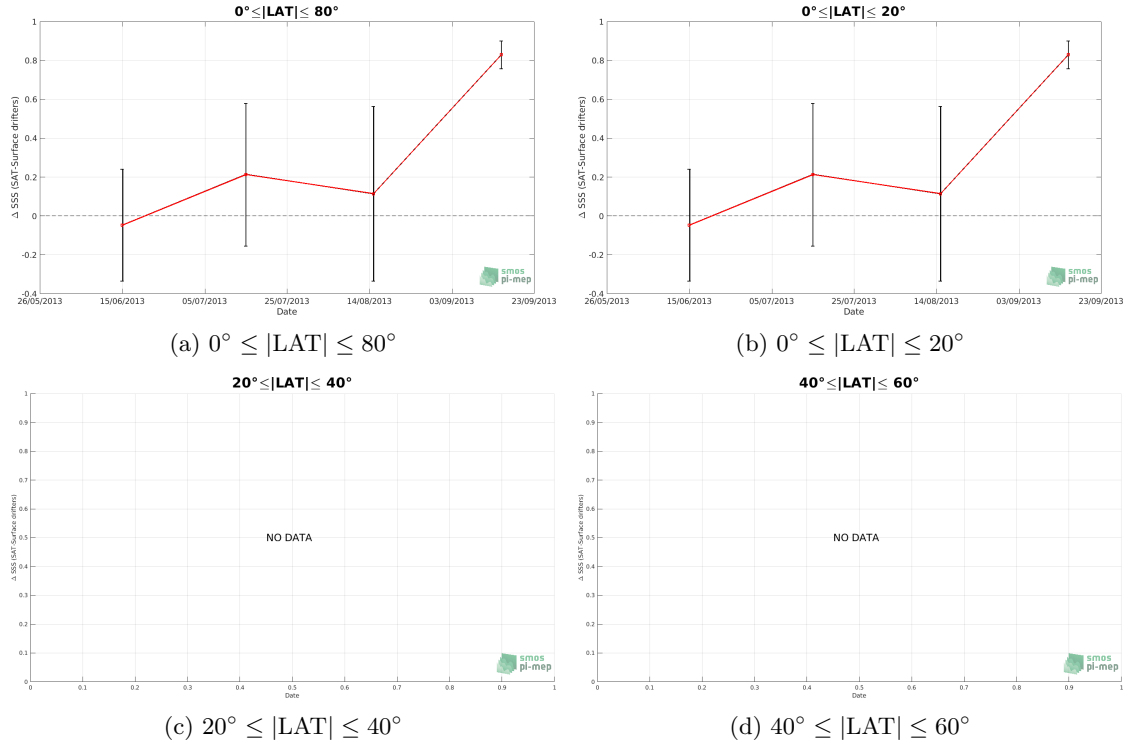 0°≤|LAT|≤ 80°
1
0.8
0.6
0.4
0.2
0
-0.2
-0.4
Δ SSS (SAT-Surface drifters)
26/05/2013 15/06/2013 05/07/2013 25/07/2013 14/08/2013 03/09/2013 23/09/2013
Date
smos
pi-mep
(a) 0° ≤ |LAT| ≤ 80°
0°≤|LAT|≤ 20°
1
0.8
0.6
0.4
0.2
0
-0.2
-0.4
Δ SSS (SAT-Surface drifters)
26/05/2013 15/06/2013 05/07/2013 25/07/2013 14/08/2013 03/09/2013 23/09/2013
Date
smos
pi-mep
(b) 0° ≤ |LAT| ≤ 20°
20°≤|LAT|≤ 40°
1
0.9
0.8
0.7
0.6
0.5
0.4
0.3
0.2
0.1
0
Δ SSS (SAT-Surface drifters)
NO DATA
0 0.1 0.2 0.3 0.4 0.5 0.6 0.7 0.8 0.9 1
Date
smos
pi-mep
(c) 20° ≤ |LAT| ≤ 40°
40°≤|LAT|≤ 60°
1
0.9
0.8
0.7
0.6
0.5
0.4
0.3
0.2
0.1
0
Δ SSS (SAT-Surface drifters)
NO DATA
0 0.1 0.2 0.3 0.4 0.5 0.6 0.7 0.8 0.9 1
Date
smos
pi-mep
(d) 40° ≤ |LAT| ≤ 60°